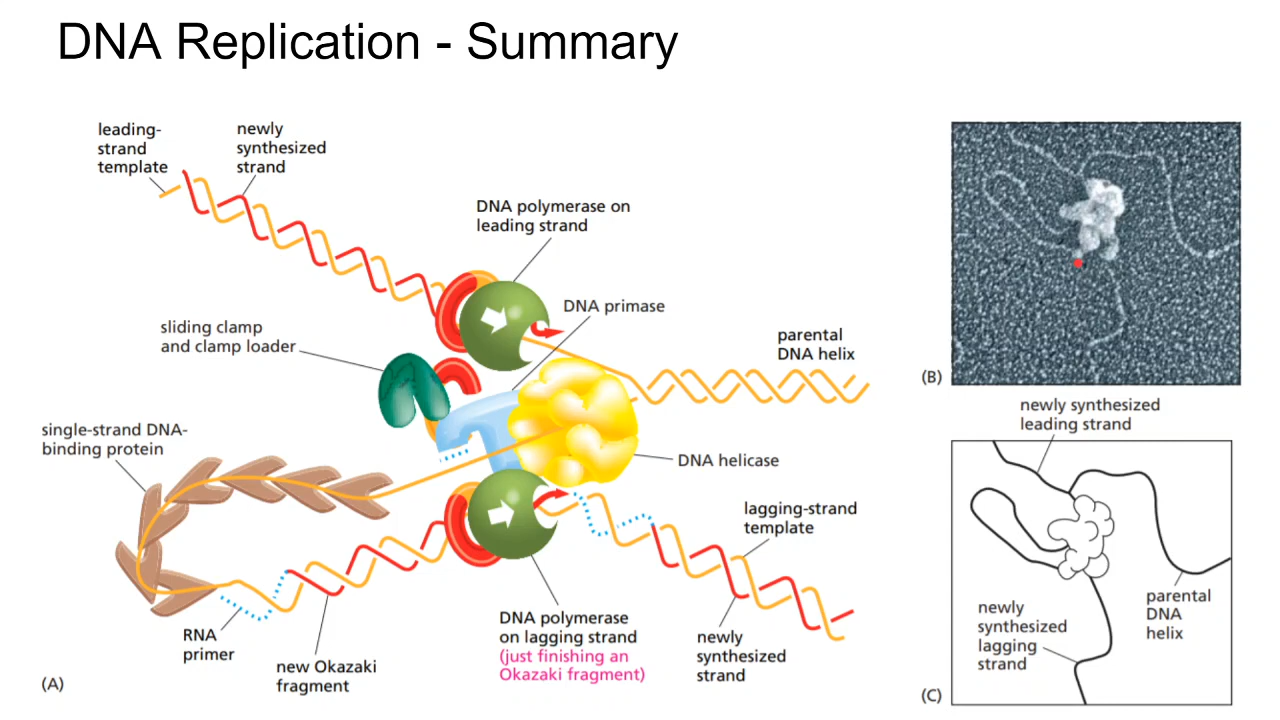 DNA Replication - Summary
leading-
strand
template
newly
synthesized
strand
DNA polymerase on
leading strand
DNA primase
sliding clamp
and clamp loader
parental
DNA helix
single-strand DNA-
binding protein
DNA helicase
lagging-strand
template
RNA
primer
new Okazaki
fragment
DNA polymerase
on lagging strand
(just finishing an
Okazaki fragment)
newly
synthesized
strand
(A)
(B)
newly synthesized
leading strand
newly
synthesized
lagging
strand
parental
DNA
helix
(C)